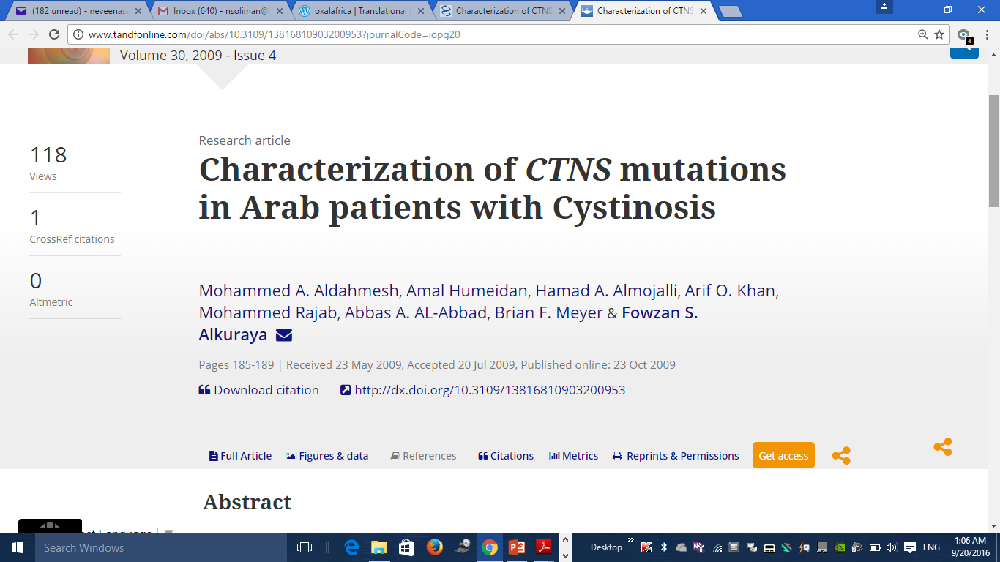 (182 unread) - neveenase
Inbox (640) - nsoliman@
oxalafrica | Translational
Characterization of CTNS
Characterization of CTNS
www.tandfonline.com/doi/abs/10.3109/13816810903200953?journalCode=iopg20
4
Volume 30, 2009 - Issue 4
118
Views
1
CrossRef citations
0
Altmetric
Research article
Characterization of CTNS mutations
in Arab patients with Cystinosis
Mohammed A. Aldahmesh, Amal Humeidan, Hamad A. Almojalli, Arif O. Khan,
Mohammed Rajab, Abbas A. AL-Abbad, Brian F. Meyer & Fowzan S.
Alkuraya
Pages 185-189 | Received 23 May 2009, Accepted 20 Jul 2009, Published online: 23 Oct 2009
Download citation
http://dx.doi.org/10.3109/13816810903200953
Full Article
Figures & data
References
Citations
Metrics
Reprints & Permissions
Get access
Abstract
Search Windows
Desktop
ENG
1:06 AM
9/20/2016